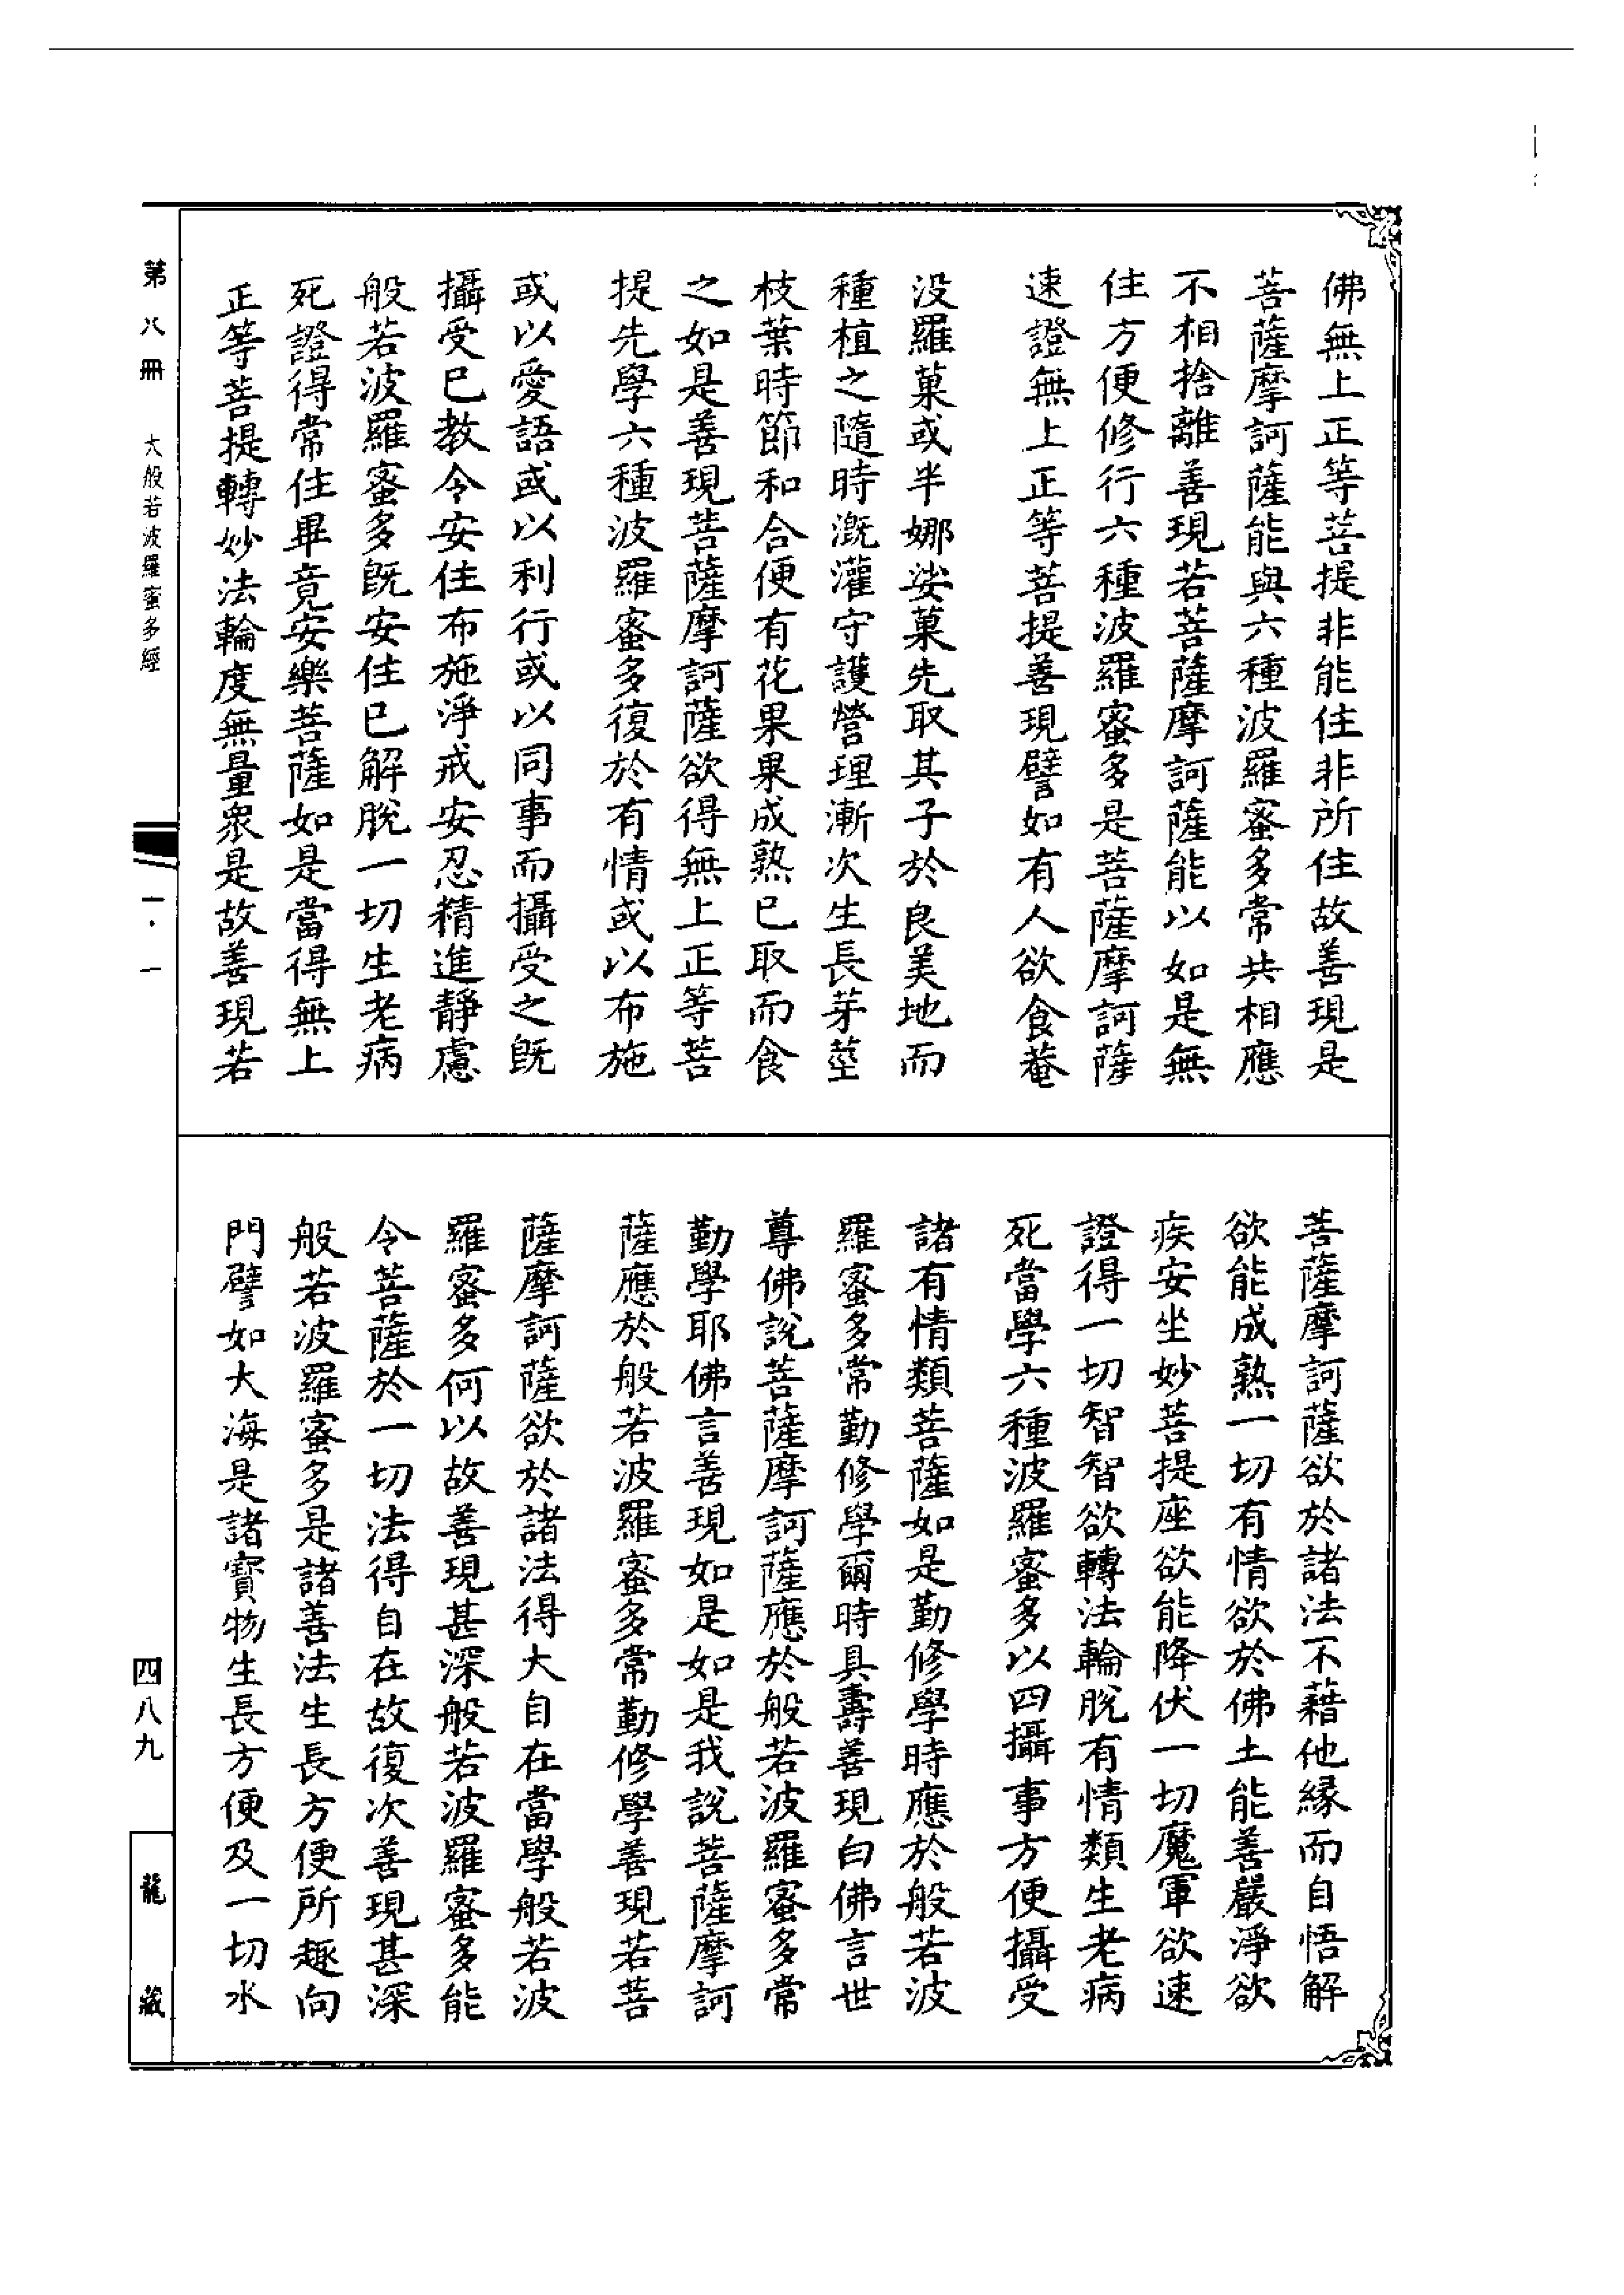 佛無上正等菩提非能住非所住故善現是
菩薩摩訶薩能與六種波羅蜜多常共相應
不相捨離善現若菩薩摩訶薩能以如是無
住方便修行六種波羅蜜多是菩薩摩訶薩
速證無上正等菩提善現譬如有人欲食菴
没羅菓或半娜娑菓先取其子於良美地而
種植之隨時溉灌守護營理漸次生長芽莖
枝葉時節和合便有花果果成熟已取而食
之如是善現菩薩摩訶薩欲得無上正等菩
提先學六種波羅蜜多復於有情或以布施
或以愛語或以利行或以同事而攝受之既
攝受已教令安住布施淨戒安忍精進靜慮
般若波羅蜜多既安住已解脫一切生老病
死證得常住畢竟安樂菩薩如是當得無上
正等菩提轉妙法輪度無量衆是故善現若
菩薩摩訶薩欲於諸法不藉他緣而自悟解
欲能成熟一切有情欲於佛土能善嚴淨欲
疾安坐妙菩提座欲能降伏一切魔軍欲速
證得一切智智欲轉法輪脫有情類生老病
死當學六種波羅蜜多以四攝事方便攝受
諸有情類菩薩如是勤修學時應於般若波
羅蜜多常勤修學爾時具壽善現白佛言世
尊佛說菩薩摩訶薩應於般若波羅蜜多常
勤學耶佛言善現如是如是我說菩薩摩訶
薩應於般若波羅蜜多常勤修學善現若菩
薩摩訶薩欲於諸法得大自在當學般若波
羅蜜多何以故善現甚深般若波羅蜜多能
令菩薩於一切法得自在故復次善現甚深
般若波羅蜜多是諸善法生長方便所趣向
門譬如大海是諸寶物生長方便及一切水
第八冊 大般若波羅蜜多經
一·一
四八九
龍藏